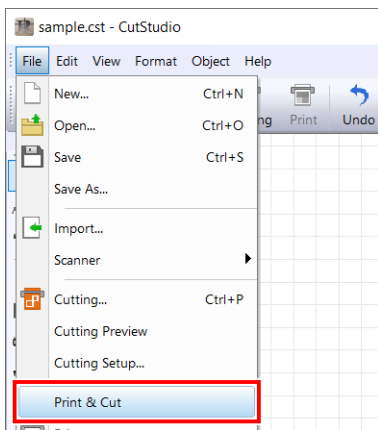 sample.cst - CutStudio
File Edit View Format Object Help
New... Ctrl+N
Open... Ctrl+O
Save Ctrl+S
Save As...
Import...
Scanner
Cutting... Ctrl+P
Cutting Preview
Cutting Setup...
Print & Cut
ng Print Undo